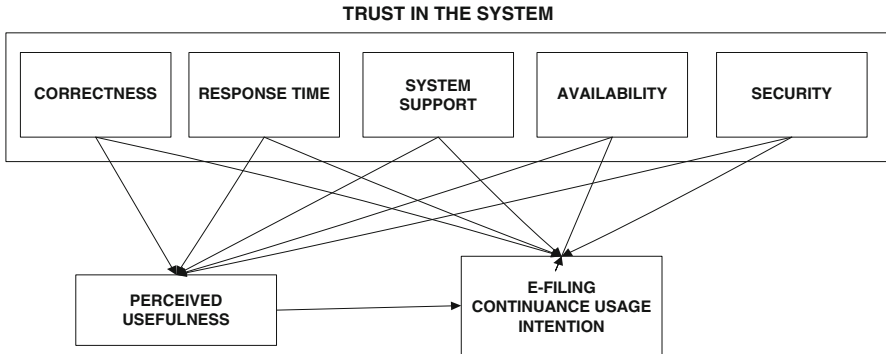 TRUST IN THE SYSTEM
CORRECTNESS
RESPONSE TIME
SYSTEM
SUPPORT
AVAILABILITY
SECURITY
PERCEIVED
USEFULNESS
E-FILING
CONTINUANCE USAGE
INTENTION